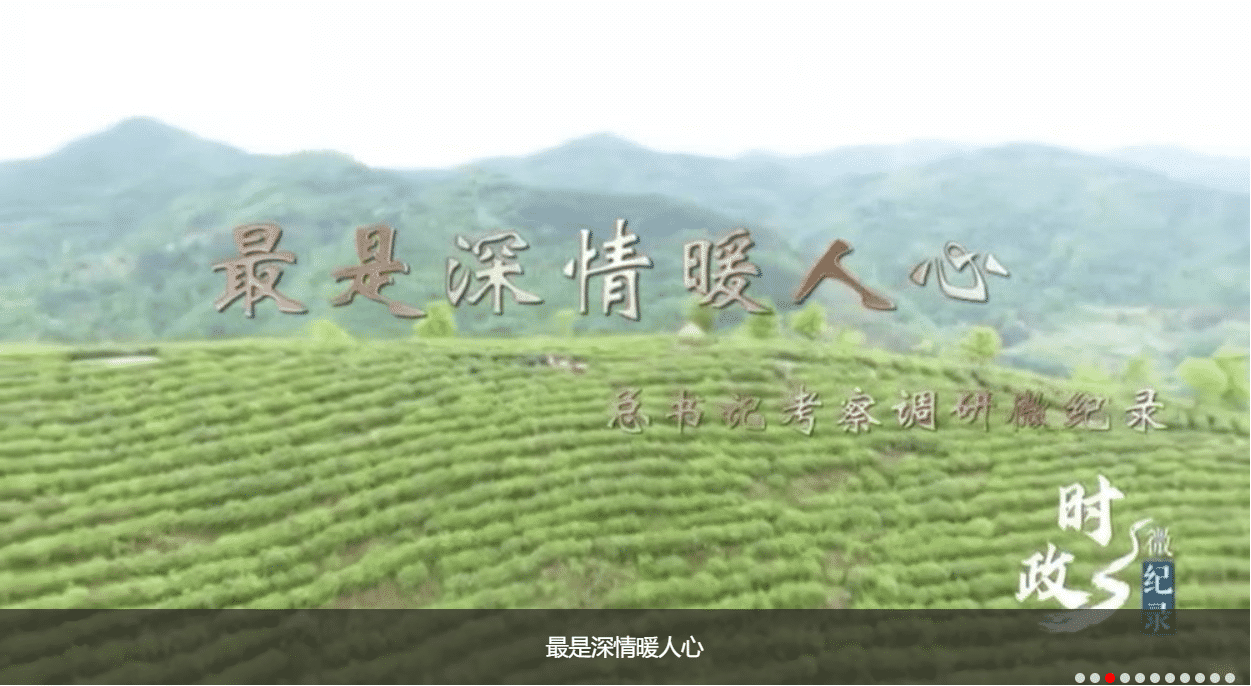 最是深情暖人心
总书记考察调研微纪录
时政
微纪录
最是深情暖人心